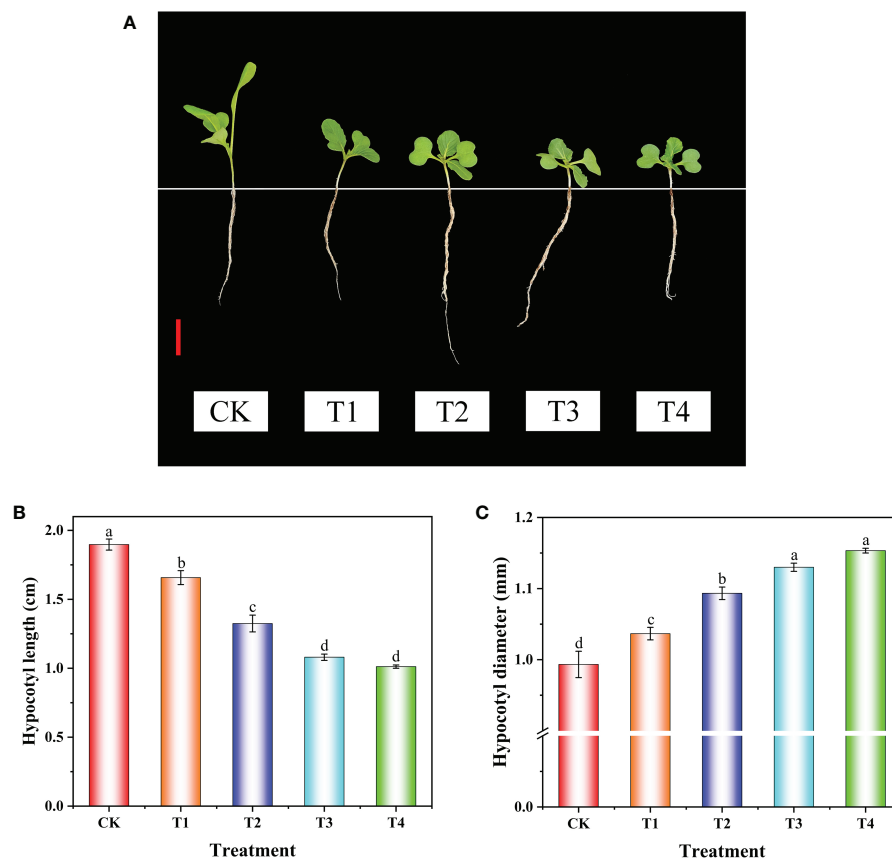 A
CK T1 T2 T3 T4
B
Hypocotyl length (cm)
2.0
1.5
1.0
0.5
0.0
a
b
c
d
d
CK T1 T2 T3 T4
Treatment
C
Hypocotyl diameter (mm)
1.2
1.1
1.0
0.0
d
c
b
a
a
CK T1 T2 T3 T4
Treatment